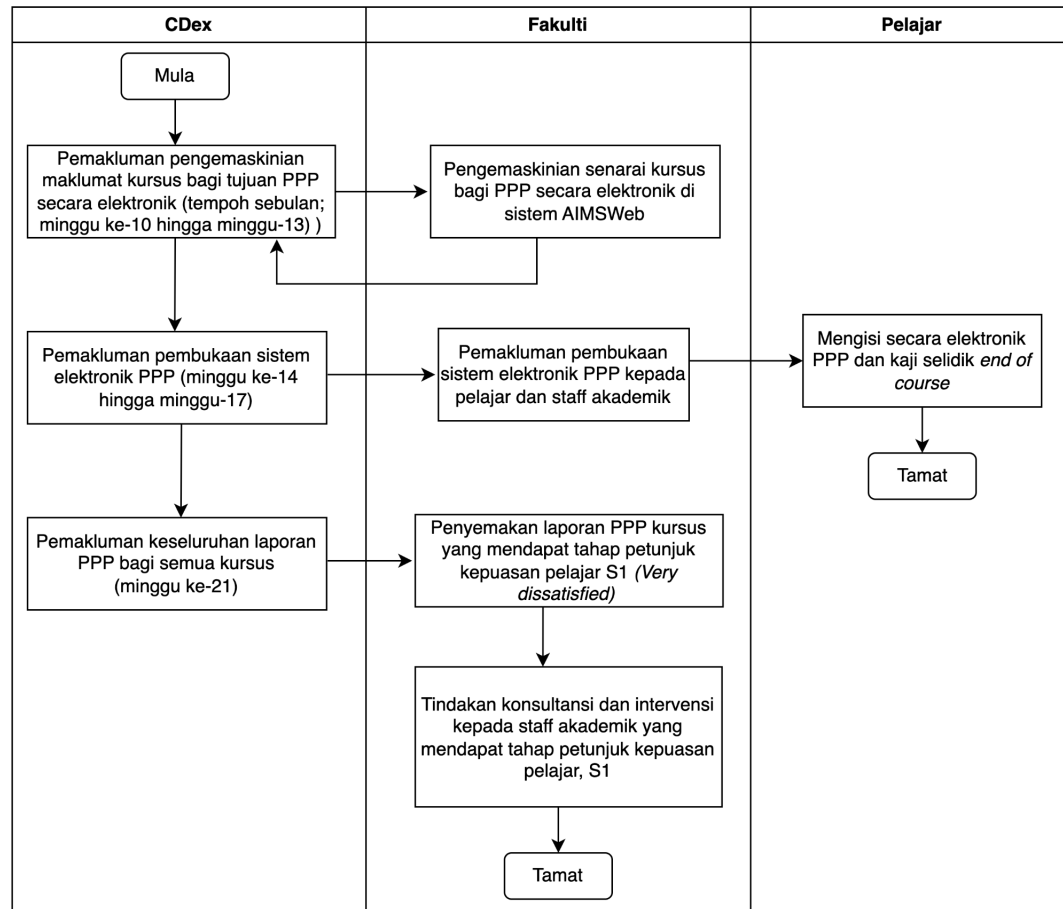 CDex
Fakulti
Pelajar
Mula
Pemakluman pengemaskinian
maklumat kursus bagi tujuan PPP
secara elektronik (tempoh sebulan;
minggu ke-10 hingga minggu-13) )
Pengemaskinian senarai kursus
bagi PPP secara elektronik di
sistem AIMSWeb
Pemakluman pembukaan sistem
elektronik PPP (minggu ke-14
hingga minggu-17)
Pemakluman pembukaan
sistem elektronik PPP kepada
pelajar dan staff akademik
Mengisi secara elektronik
PPP dan kaji selidik end of
course
Tamat
Pemakluman keseluruhan laporan
PPP bagi semua kursus
(minggu ke-21)
Penyemakan laporan PPP kursus
yang mendapat tahap petunjuk
kepuasan pelajar S1 (Very
dissatisfied)
Tindakan konsultansi dan intervensi
kepada staff akademik yang
mendapat tahap petunjuk kepuasan
pelajar, S1
Tamat